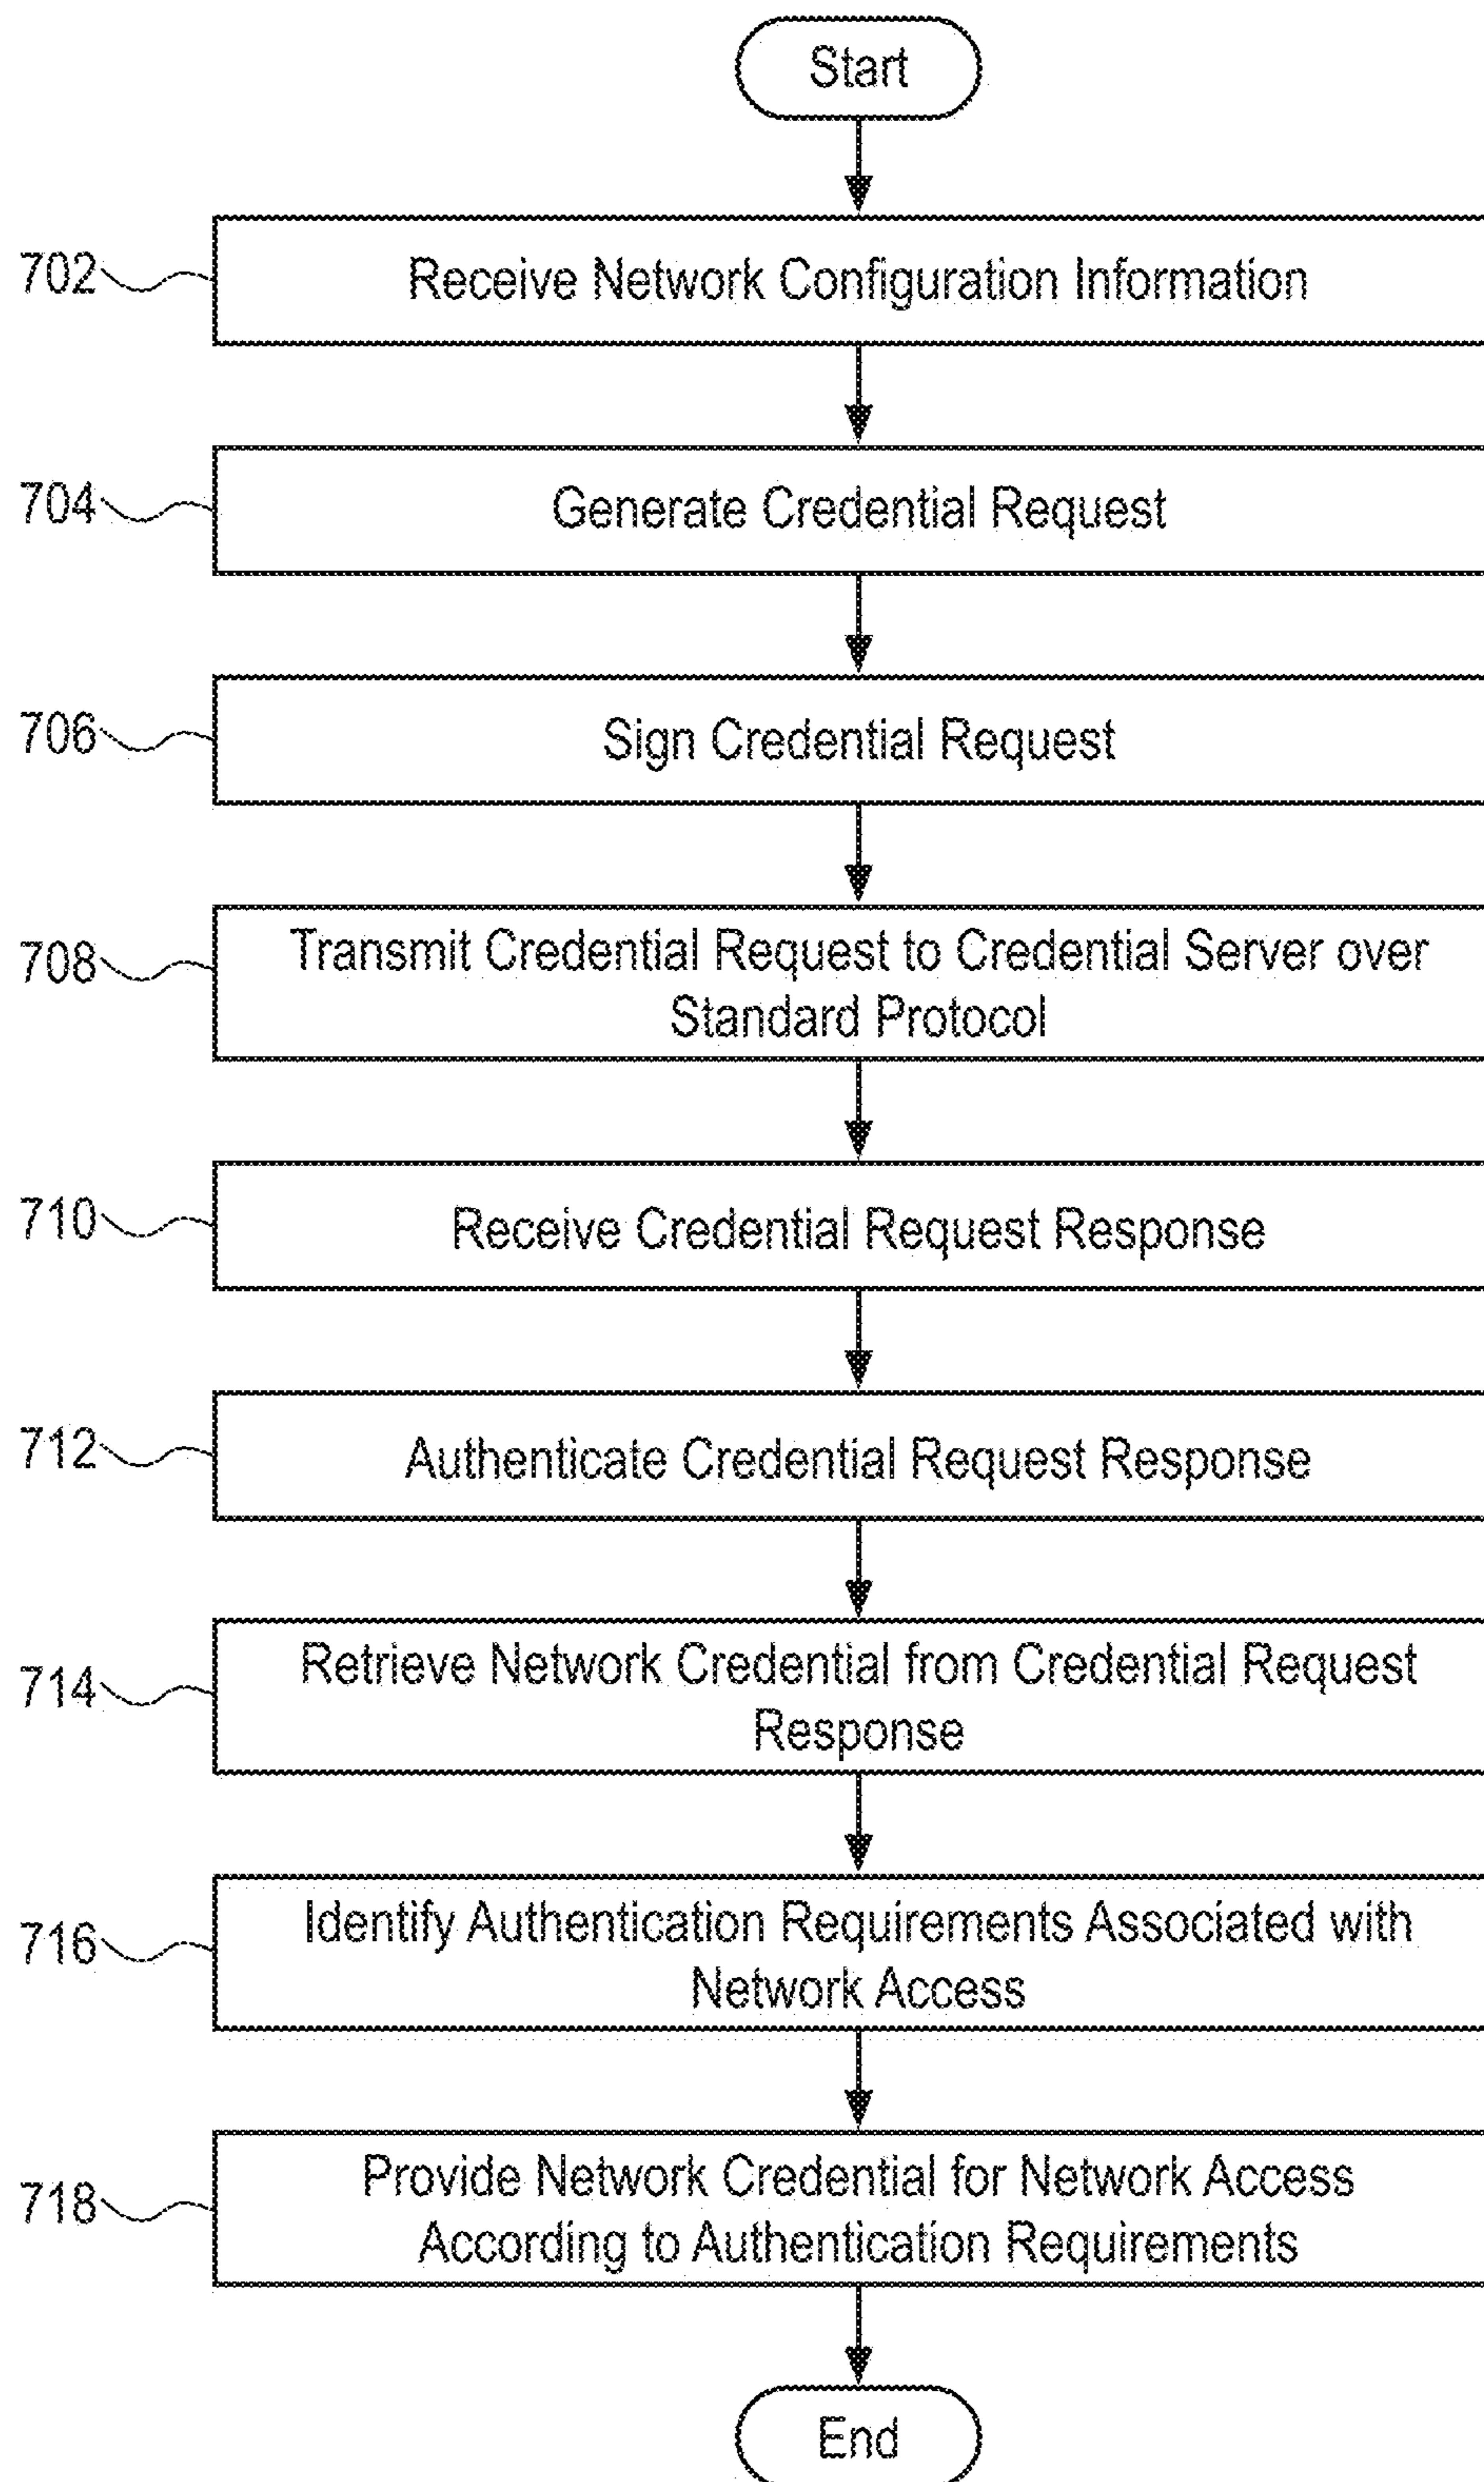 Start
702
Receive Network Configuration Information
704
Generate Credential Request
706
Sign Credential Request
708
Transmit Credential Request to Credential Server over
Standard Protocol
710
Receive Credential Request Response
712
Authenticate Credential Request Response
714
Retrieve Network Credential from Credential Request
Response
716
Identify Authentication Requirements Associated with
Network Access
718
Provide Network Credential for Network Access
According to Authentication Requirements
End